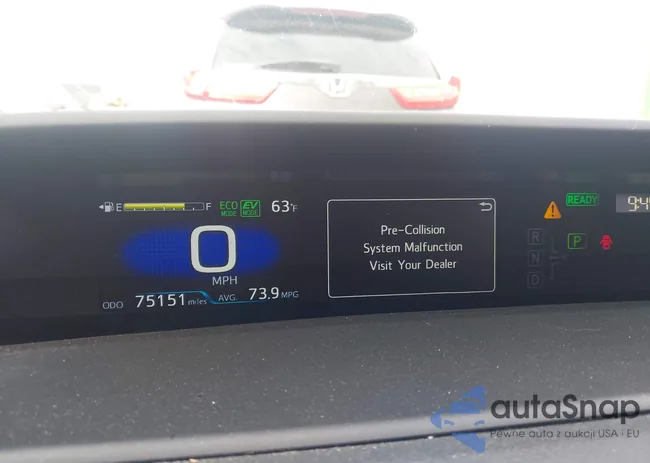 E F ECO MODE EV MODE 63°F
0
MPH
ODO 75151 miles AVG. 73.9 MPG
Pre-Collision
System Malfunction
Visit Your Dealer
READY
R
N
D
P
autaSnap
Pewne auta z aukcji USA i EU